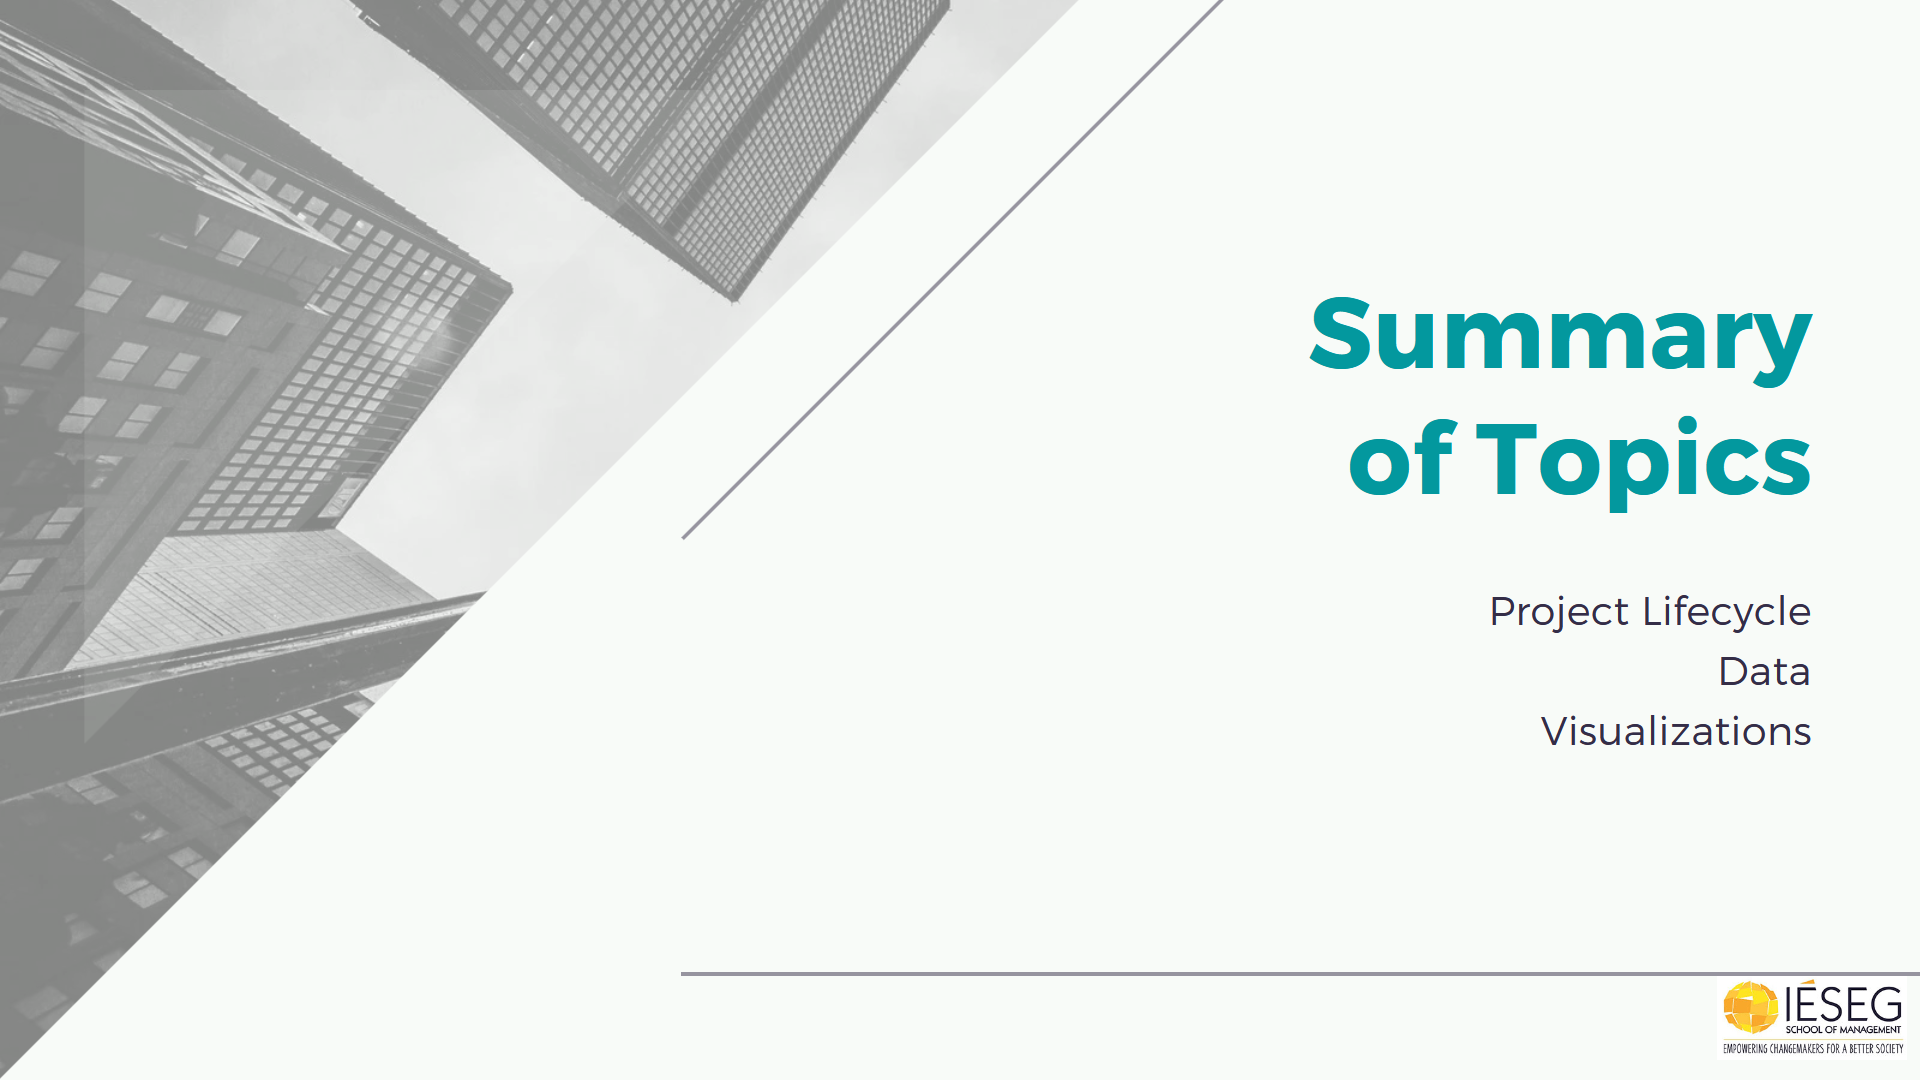 Summary
of Topics
Project Lifecycle
Data
Visualizations
IÉSEG
SCHOOL OF MANAGEMENT
EMPOWERING CHANGEMAKERS FOR A BETTER SOCIETY